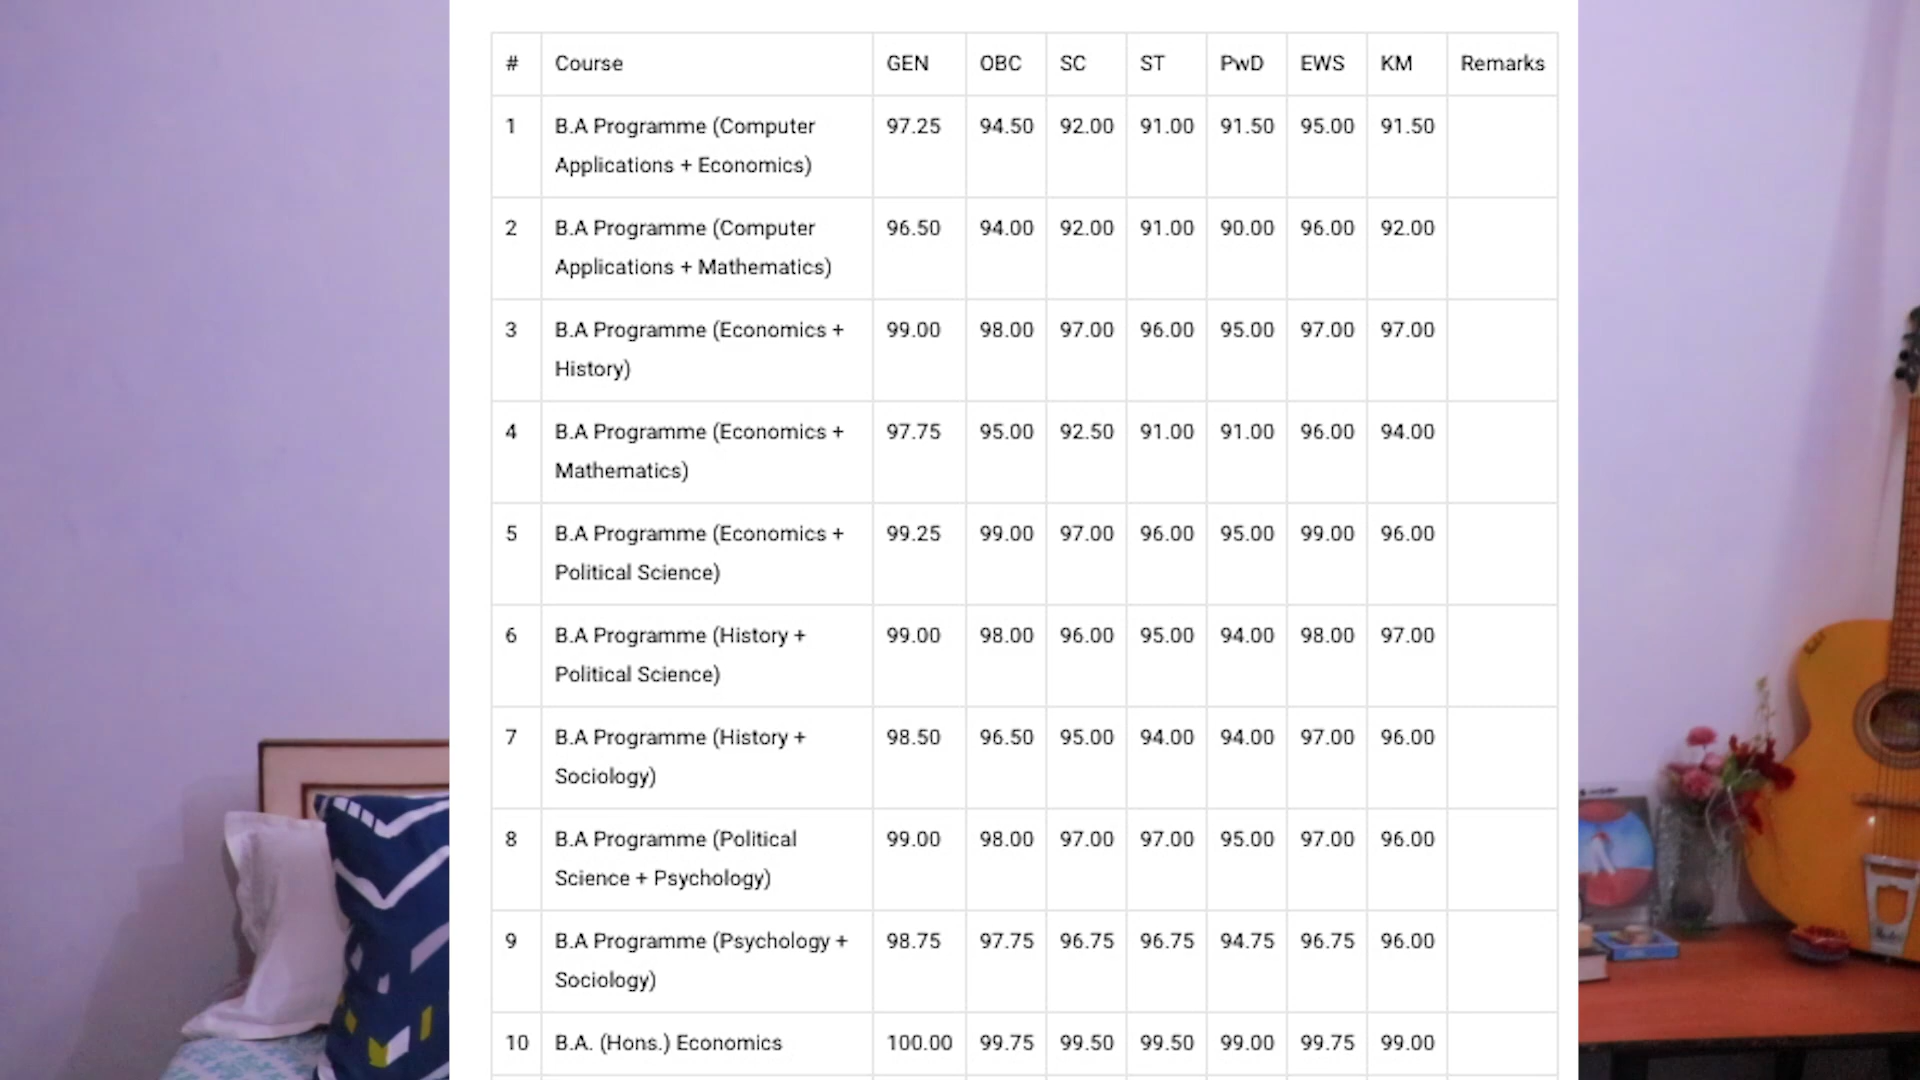 # Course GEN OBC SC ST PwD EWS KM Remarks
1 B.A Programme (Computer 97.25 94.50 92.00 91.00 91.50 95.00 91.50
Applications + Economics)
2 B.A Programme (Computer 96.50 94.00 92.00 91.00 90.00 96.00 92.00
Applications + Mathematics)
3 B.A Programme (Economics + 99.00 98.00 97.00 96.00 95.00 97.00 97.00
History)
4 B.A Programme (Economics + 97.75 95.00 92.50 91.00 91.00 96.00 94.00
Mathematics)
5 B.A Programme (Economics + 99.25 99.00 97.00 96.00 95.00 99.00 96.00
Political Science)
6 B.A Programme (History + 99.00 98.00 96.00 95.00 94.00 98.00 97.00
Political Science)
7 B.A Programme (History + 98.50 96.50 95.00 94.00 94.00 97.00 96.00
Sociology)
8 B.A Programme (Political 99.00 98.00 97.00 97.00 95.00 97.00 96.00
Science + Psychology)
9 B.A Programme (Psychology + 98.75 97.75 96.75 96.75 94.75 96.75 96.00
Sociology)
10 B.A. (Hons.) Economics 100.00 99.75 99.50 99.50 99.00 99.75 99.00